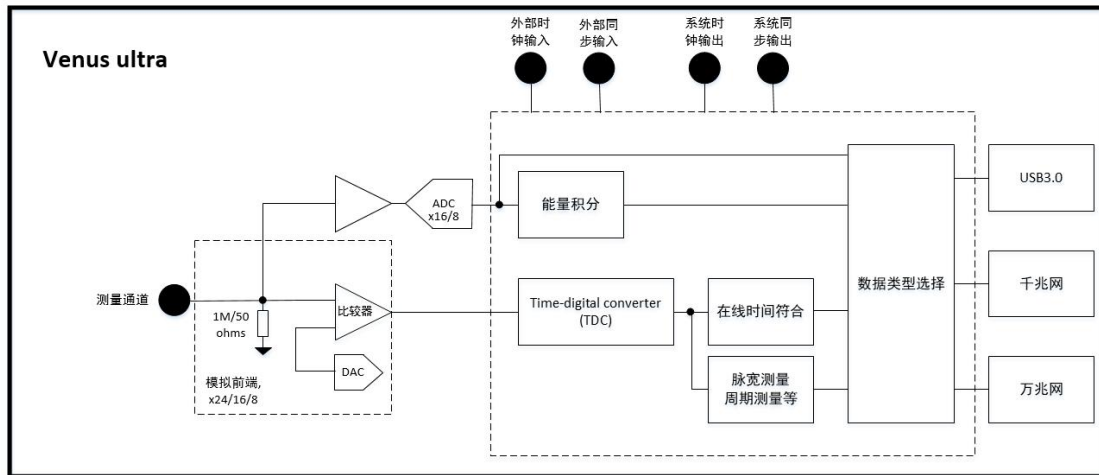 外部时
钟输入
外部同
步输入
系统时
钟输出
系统同
步输出
Venus ultra
ADC
x16/8
能量积分
USB3.0
测量通道
1M/50
ohms
比较器
DAC
模拟前端,
x24/16/8
Time-digital converter
(TDC)
在线时间符合
脉宽测量
周期测量等
数据类型选择
千兆网
万兆网